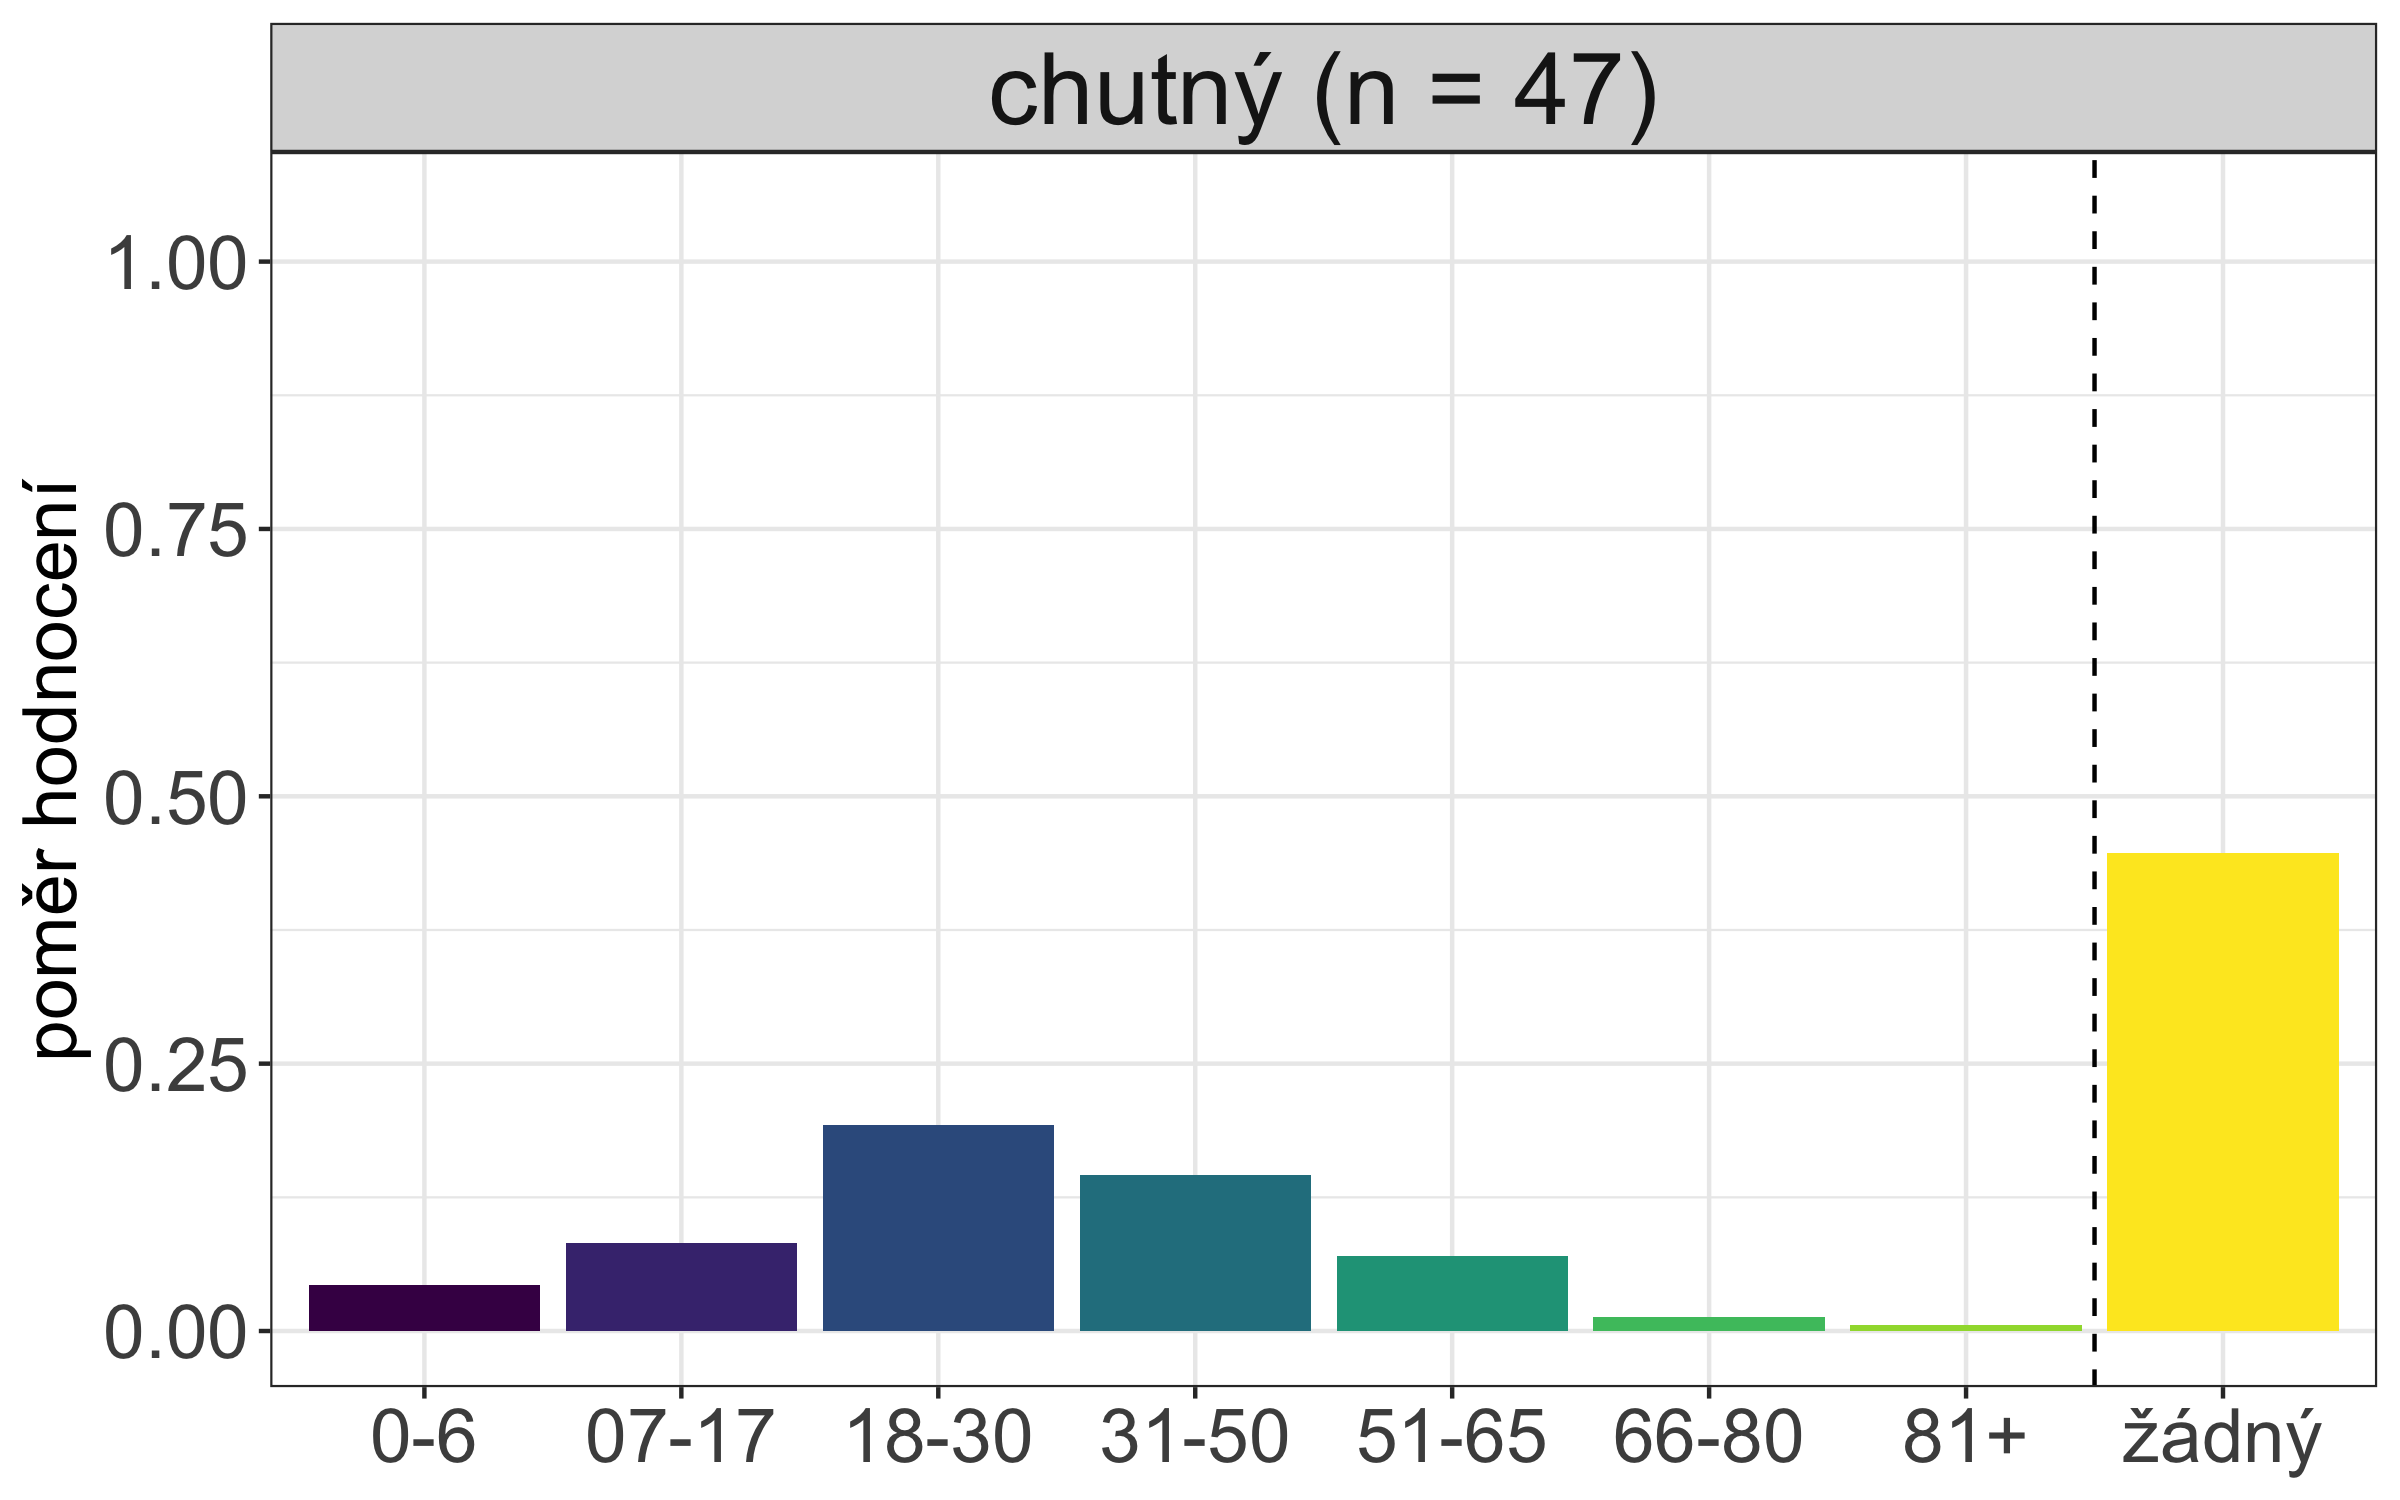 chutný (n = 47)
poměr hodnocení
1.00
0.75
0.50
0.25
0.00
0-6 07-17 18-30 31-50 51-65 66-80 81+ žádný